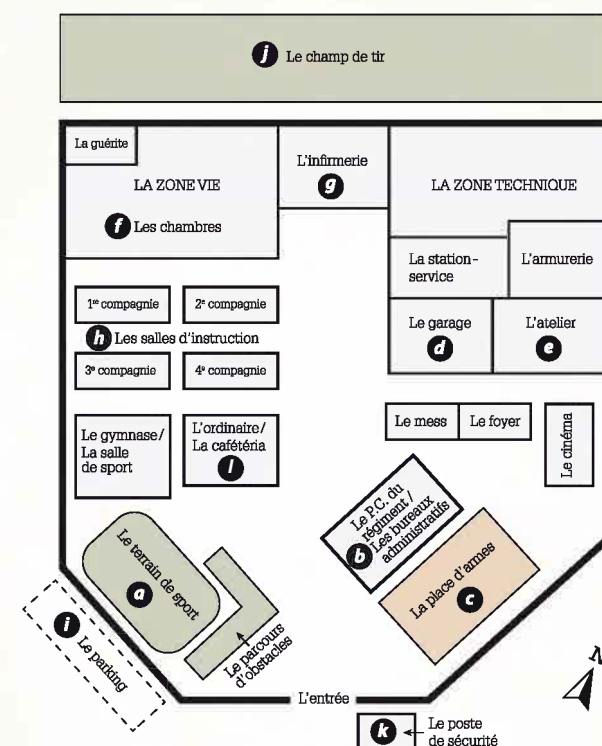 j Le champ de tir
La guérite
LA ZONE VIE
f Les chambres
L'infirmerie
g
LA ZONE TECHNIQUE
La station-
service
L'armurerie
Le garage
d
L'atelier
e
1re compagnie
2e compagnie
h Les salles d'instruction
3e compagnie
4e compagnie
Le gymnase/
La salle
de sport
L'ordinaire/
La cafétéria
l
Le mess
Le foyer
Le cinéma
Le P.C. du
régiment/
Les bureaux
administratifs
b
La place d'armes
c
Le terrain de sport
a
Le parcours
d'obstacles
i Le parking
L'entrée
k
Le poste
de sécurité
N